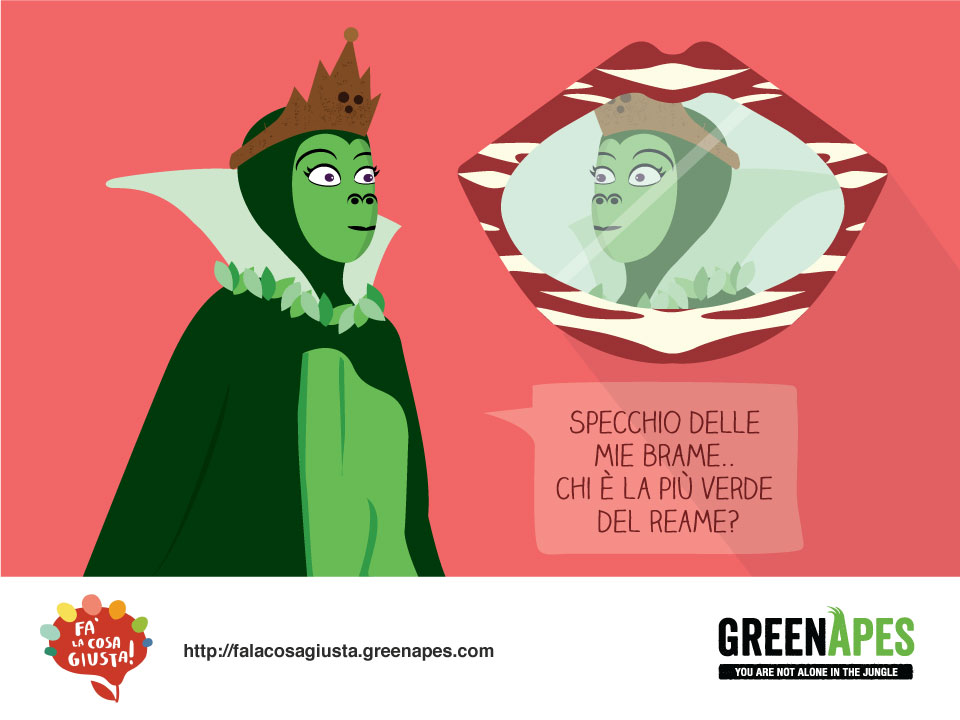 SPECCHIO DELLE
MIE BRAME..
CHI È LA PIÙ VERDE
DEL REAME?
FA'
LA COSA
GIUSTA!
http://falacosagiusta.greenapes.com
GREENAPES
YOU ARE NOT ALONE IN THE JUNGLE